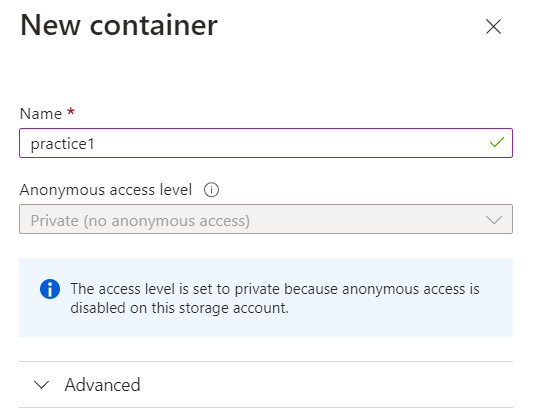 New container
Name *
practice1
Anonymous access level
Private (no anonymous access)
The access level is set to private because anonymous access is
disabled on this storage account.
Advanced